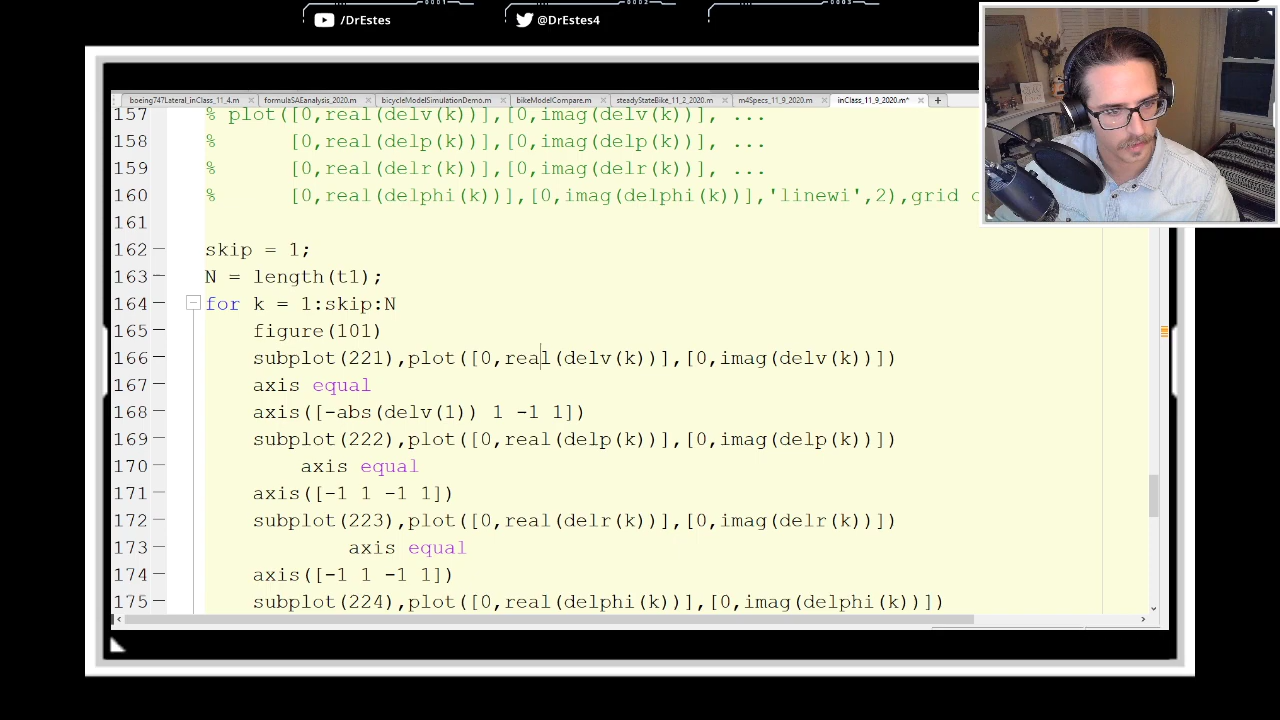 0001 0002 0003
/DrEstes @DrEstes4
boeing747Lateral_inClass_11_4.m × formulaSAEanalysis_2020.m × bicycleModelSimulationDemo.m × bikeModelCompare.m × steadyStateBike_11_2_2020.m × m4Specs_11_9_2020.m × inClass_11_9_2020.m* × +
157 % plot([0,real(delv(k))],[0,imag(delv(k))], ...
158 % [0,real(delp(k))],[0,imag(delp(k))], ...
159 % [0,real(delr(k))],[0,imag(delr(k))], ...
160 % [0,real(delphi(k))],[0,imag(delphi(k))],'linewi',2),grid
161
162 skip = 1;
163 N = length(t1);
164 for k = 1:skip:N
165 figure(101)
166 subplot(221),plot([0,real(delv(k))],[0,imag(delv(k))])
167 axis equal
168 axis([-abs(delv(1)) 1 -1 1])
169 subplot(222),plot([0,real(delp(k))],[0,imag(delp(k))])
170 axis equal
171 axis([-1 1 -1 1])
172 subplot(223),plot([0,real(delr(k))],[0,imag(delr(k))])
173 axis equal
174 axis([-1 1 -1 1])
175 subplot(224),plot([0,real(delphi(k))],[0,imag(delphi(k))])